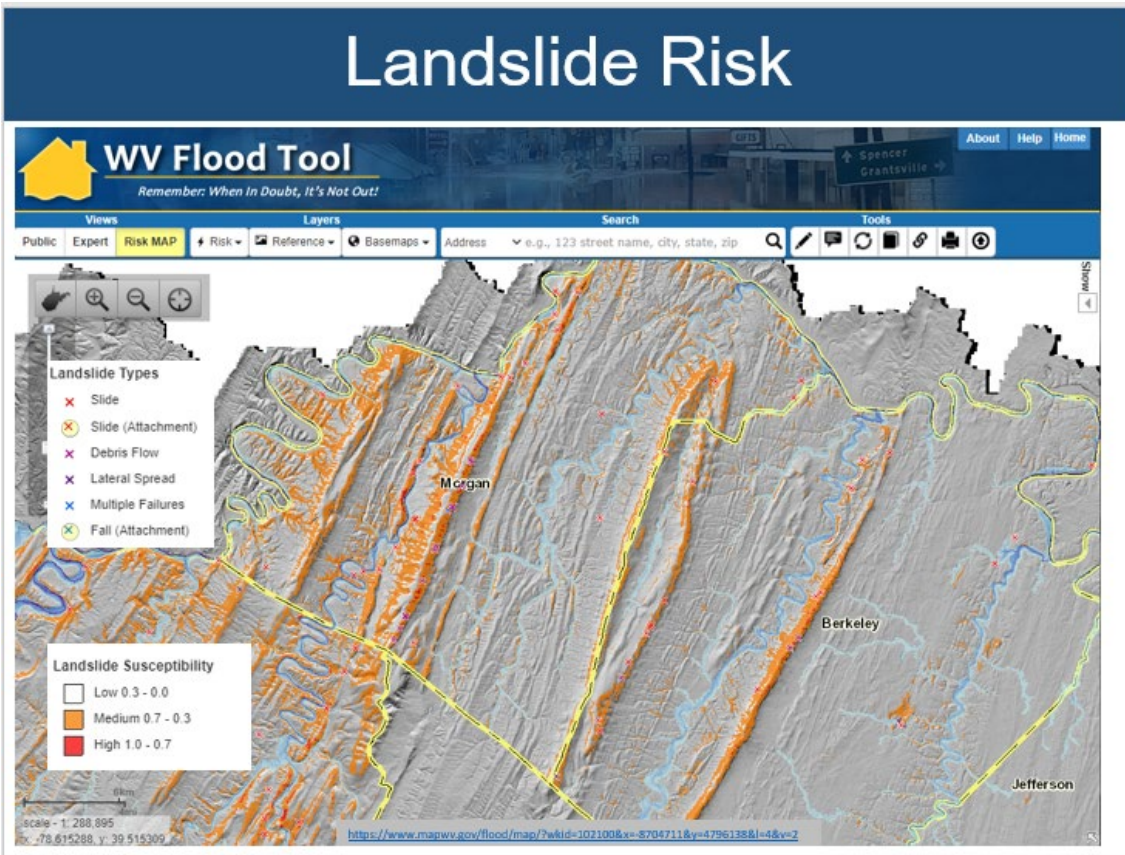 Landslide Risk
WV Flood Tool
Remember: When In Doubt, It's Not Out!
GIFTS
Spencer
Grantsville
About Help Home
Views Layers Search Tools
Public Expert Risk MAP Risk Reference Basemaps Address e.g., 123 street name, city, state, zip
Show
Landslide Types
Slide
Slide (Attachment)
Debris Flow
Lateral Spread
Multiple Failures
Fall (Attachment)
Morgan
Berkeley
Jefferson
Landslide Susceptibility
Low 0.3 - 0.0
Medium 0.7 - 0.3
High 1.0 - 0.7
6km
scale - 1: 288,895
x: -78.615288, y: 39.515309
https://www.mapwv.gov/flood/map/?wkid=102100&x=-8704711&y=4796138&l=4&v=2